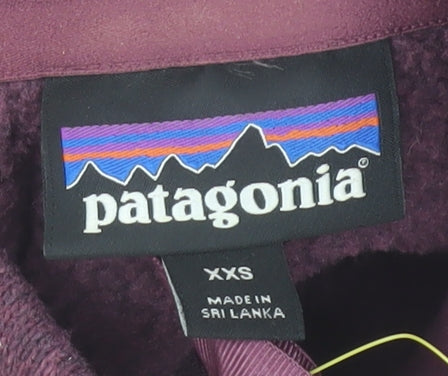 patagonia®
XXS
MADE IN
SRI LANKA